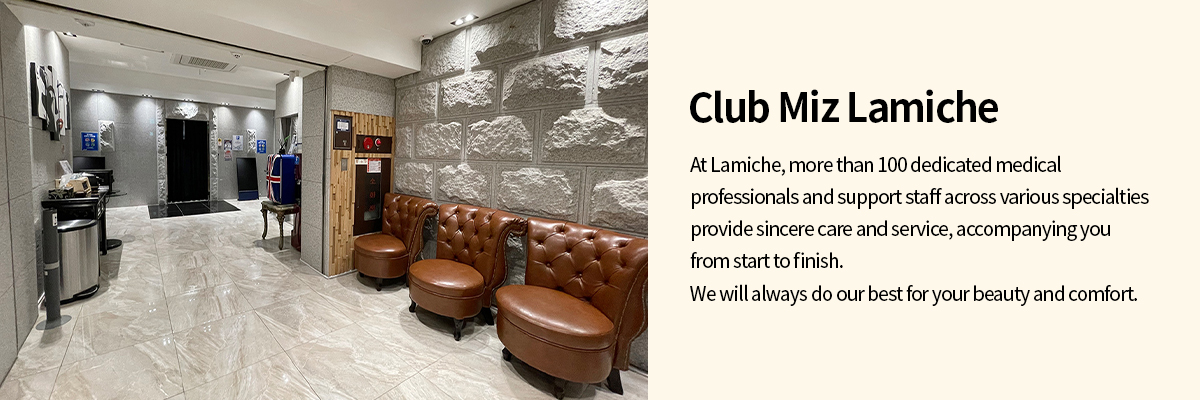 Club Miz Lamiche
At Lamiche, more than 100 dedicated medical
professionals and support staff across various specialties
provide sincere care and service, accompanying you
from start to finish.
We will always do our best for your beauty and comfort.